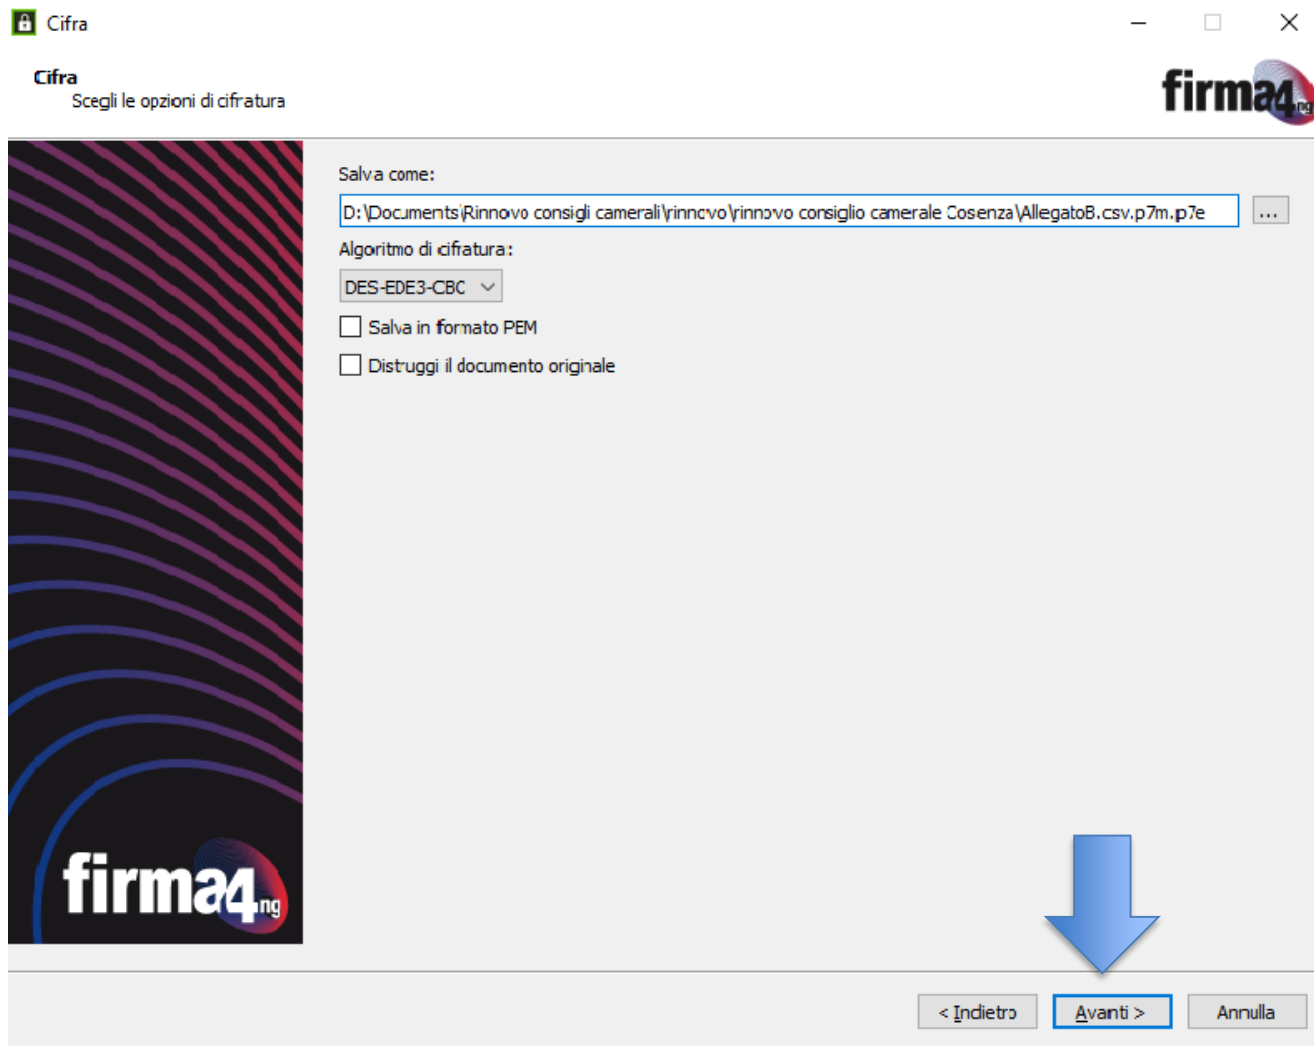 Cifra
Cifra
Scegli le opzioni di cifratura
firma4ng
Salva come:
D:\Documents\Rinnovo consigli camerali\rinnovo\rinnovo consiglio camerale Cosenza\AllegatoB.csv.p7m.p7e
...
Algoritmo di cifratura:
DES-EDE3-CBC
Salva in formato PEM
Distruggi il documento originale
firma4ng
< Indietro
Avanti >
Annulla